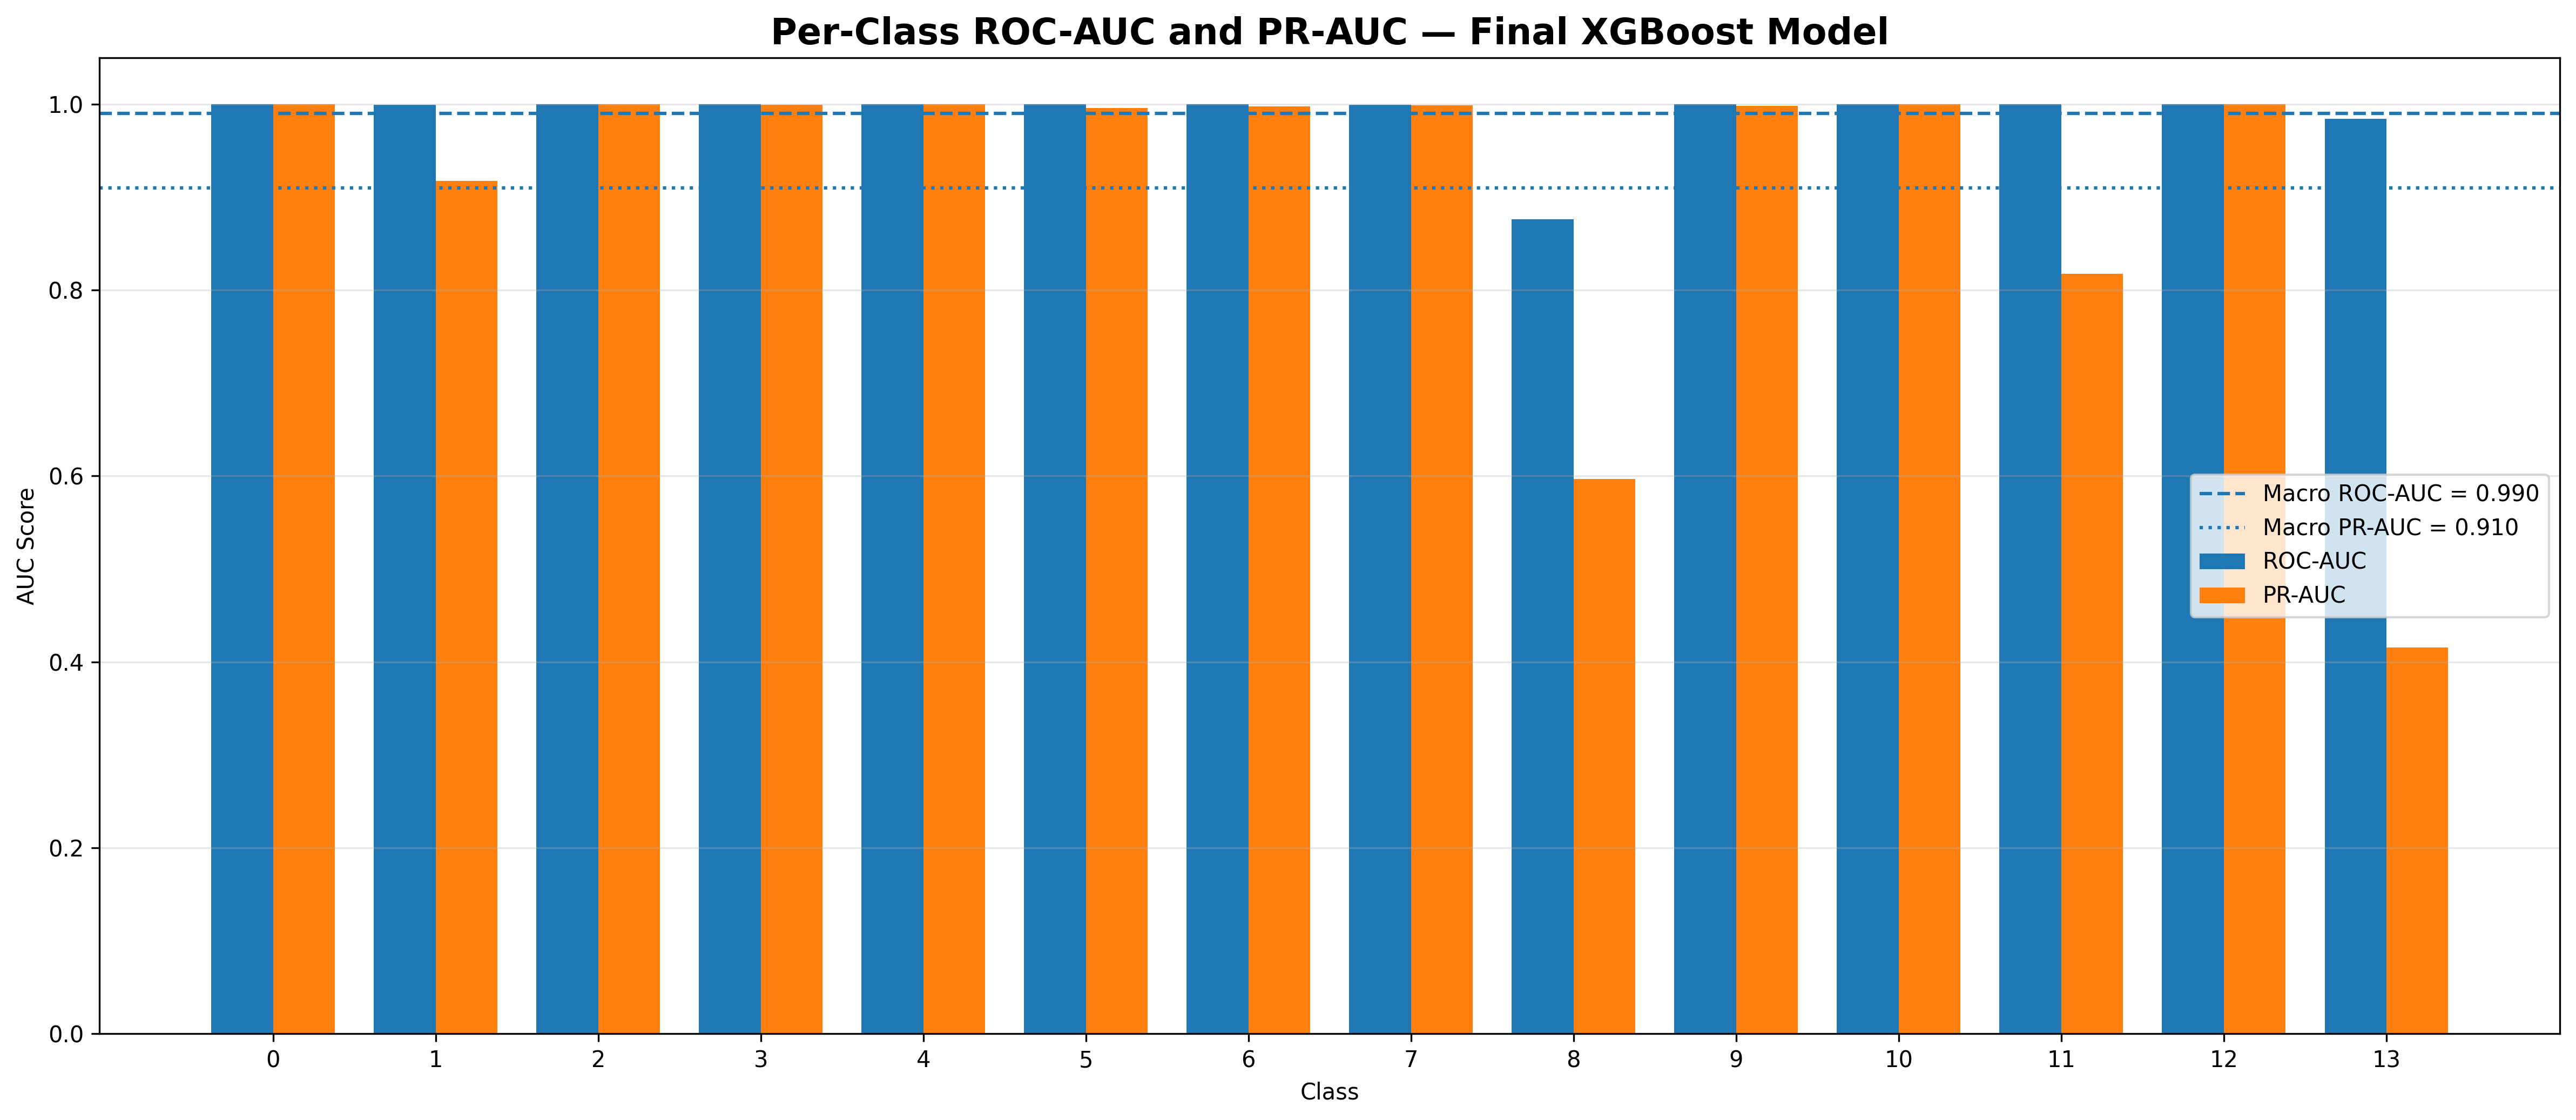 Per-Class ROC-AUC and PR-AUC — Final XGBoost Model
AUC Score
1.0
0.8
0.6
0.4
0.2
0.0
Macro ROC-AUC = 0.990
Macro PR-AUC = 0.910
ROC-AUC
PR-AUC
0 1 2 3 4 5 6 7 8 9 10 11 12 13
Class